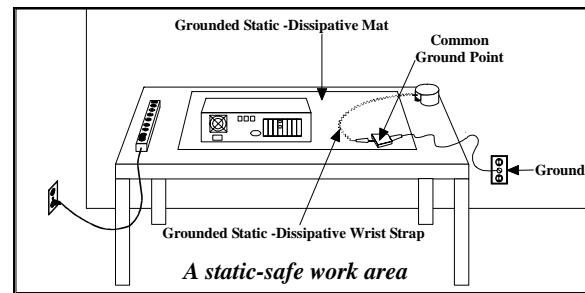 Grounded Static -Dissipative Mat
Common
Ground Point
Ground
Grounded Static -Dissipative Wrist Strap
A static-safe work area